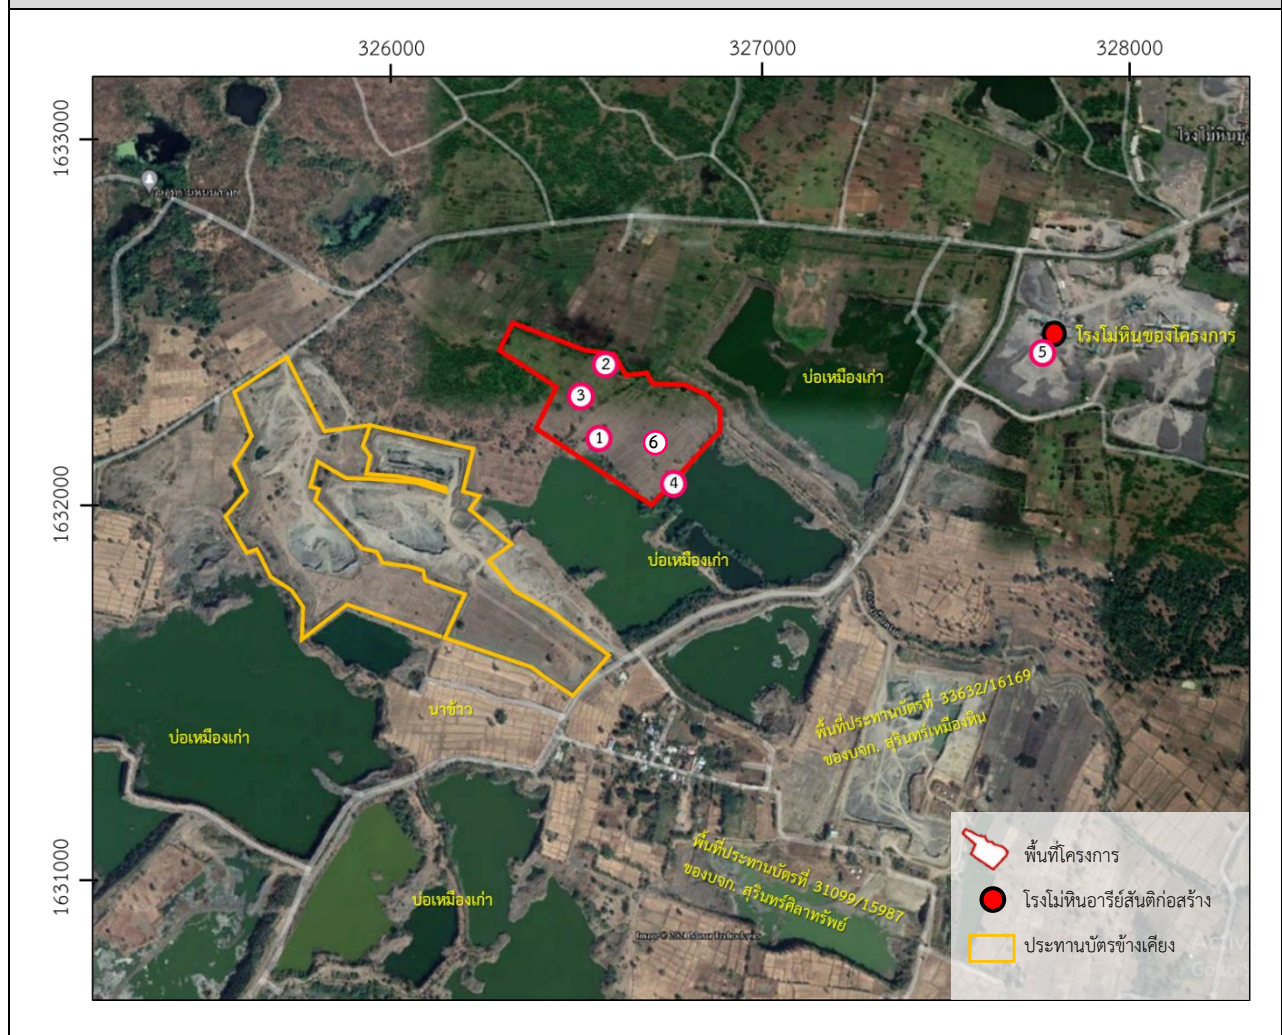 326000
327000
328000
1633000
1632000
1631000
โรงโม่หินของโครงการ
บ่อเหมืองเก่า
2
3
1
6
4
5
บ่อเหมืองเก่า
นาข้าว
บ่อเหมืองเก่า
พื้นที่ประทานบัตรที่ 33632/16169
ของบจก. สุรินทร์เหมืองหิน
บ่อเหมืองเก่า
พื้นที่ประทานบัตรที่ 31099/15987
ของบจก. สุรินทร์ศิลาทรัพย์
พื้นที่โครงการ
โรงโม่หินอารีย์สันติก่อสร้าง
ประทานบัตรข้างเคียง